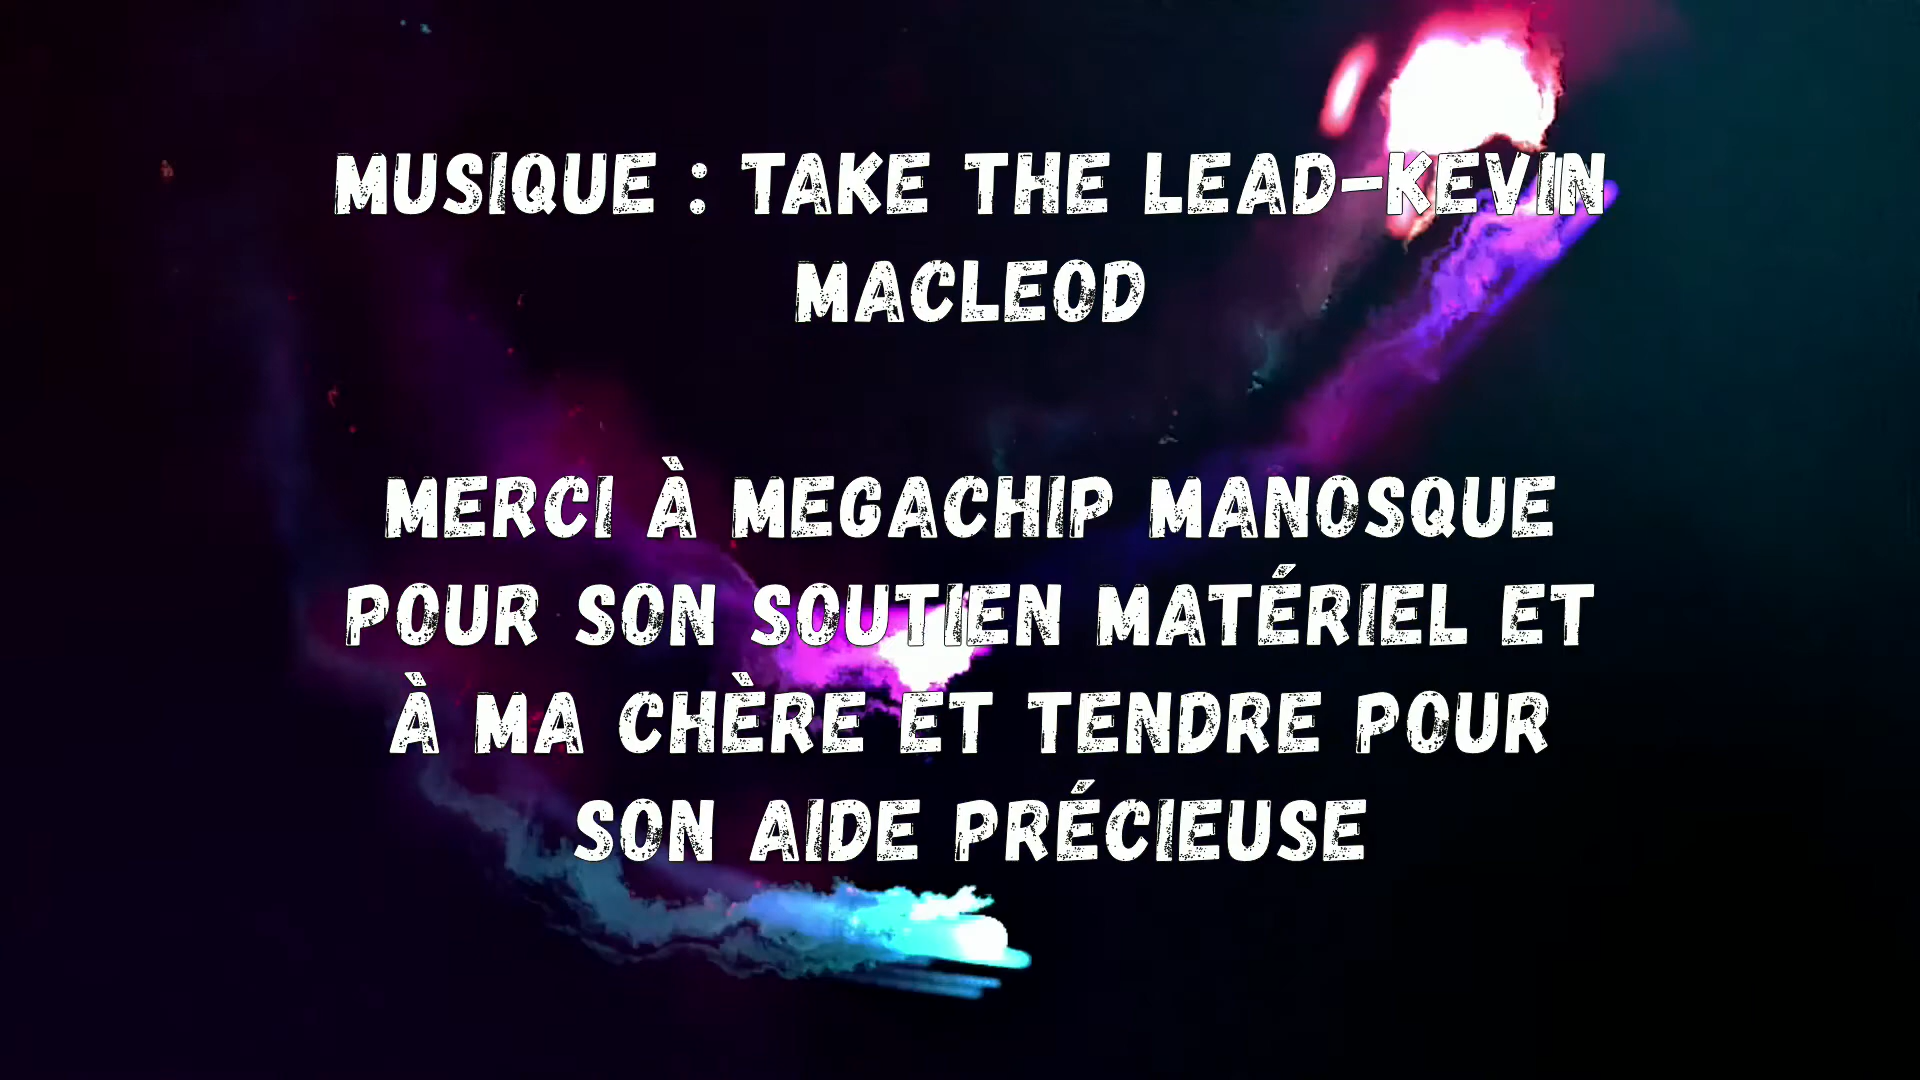 MUSIQUE : TAKE THE LEAD-KEVIN
MACLEOD
MERCI À MEGACHIP MANOSQUE
POUR SON SOUTIEN MATÉRIEL ET
À MA CHÈRE ET TENDRE POUR
SON AIDE PRÉCIEUSE